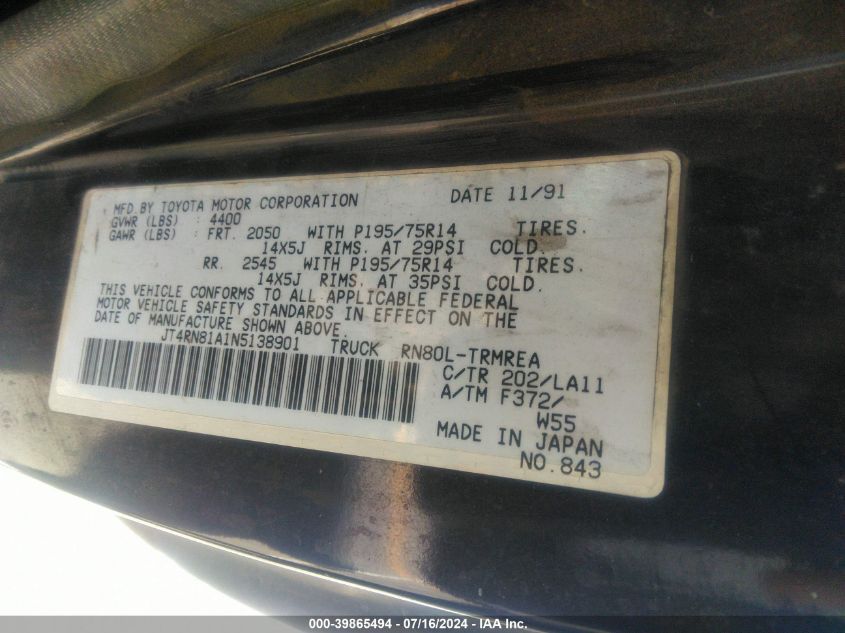 MFD. BY TOYOTA MOTOR CORPORATION DATE 11/91
GVWR (LBS) : 4400
GAWR (LBS) : FRT. 2050 WITH P195/75R14 TIRES.
14X5J RIMS. AT 29PSI COLD.
RR. 2545 WITH P195/75R14 TIRES.
14X5J RIMS. AT 35PSI COLD.
THIS VEHICLE CONFORMS TO ALL APPLICABLE FEDERAL
MOTOR VEHICLE SAFETY STANDARDS IN EFFECT ON THE
DATE OF MANUFACTURE SHOWN ABOVE.
JT4RN81A1N5138901 TRUCK RN80L-TRMREA
C/TR 202/LA11
A/TM F372/
W55
MADE IN JAPAN
NO. 843
000-39865494 - 07/16/2024 - IAA Inc.